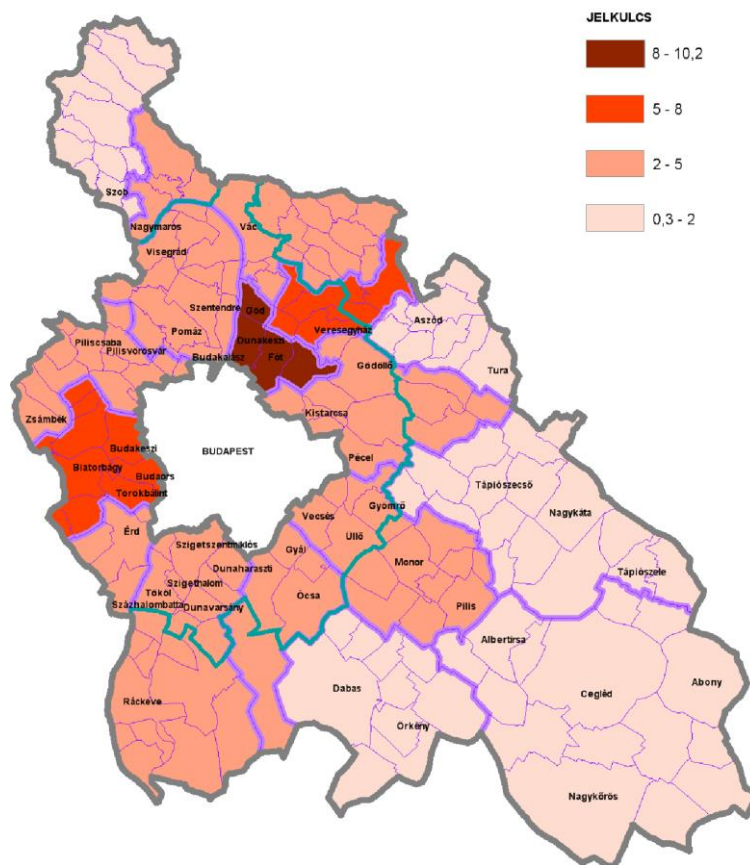 JELKULCS
8 - 10,2
5 - 8
2 - 5
0,3 - 2
Szob
Nagymaros
Vác
Visegrád
Szentendre
Göd
Veresegyház
Aszód
Dunakeszi
Piliscsaba
Pomáz
Pilisvörösvár
Budakalász
Fót
Gödöllő
Tura
Zsámbék
Kistarcsa
Budakeszi
BUDAPEST
Pécel
Biatorbágy
Budaörs
Tápiószecső
Törökbálint
Nagykáta
Gyömrő
Vecsés
Érd
Szigetszentmiklós
Üllő
Gyál
Monor
Dunaharaszti
Tápiószele
Szigethalom
Tököl
Ócsa
Pilis
Százhalombatta
Dunavarsány
Albertirsa
Abony
Cegléd
Dabas
Ráckeve
Örkény
Nagykőrös